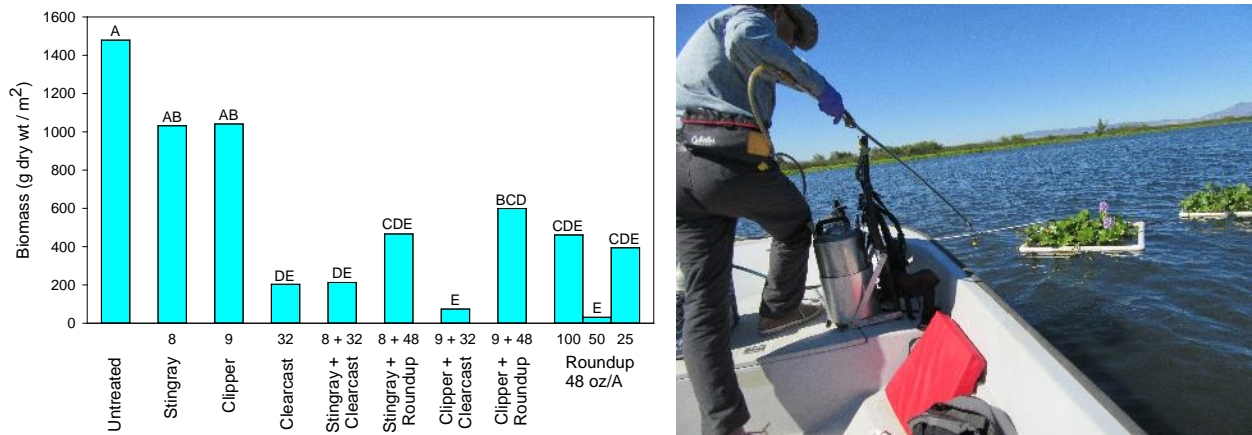 Biomass (g dry wt / m²)
1600
1400
1200
1000
800
600
400
200
0
A
AB
AB
DE
DE
CDE
E
BCD
CDE
E
CDE
8
9
32
8 + 32
8 + 48
9 + 32
9 + 48
100
50
25
Untreated
Stingray
Clipper
Clearcast
Stingray +
Clearcast
Stingray +
Roundup
Clipper +
Clearcast
Clipper +
Roundup
Roundup
48 oz/A
Cabela's